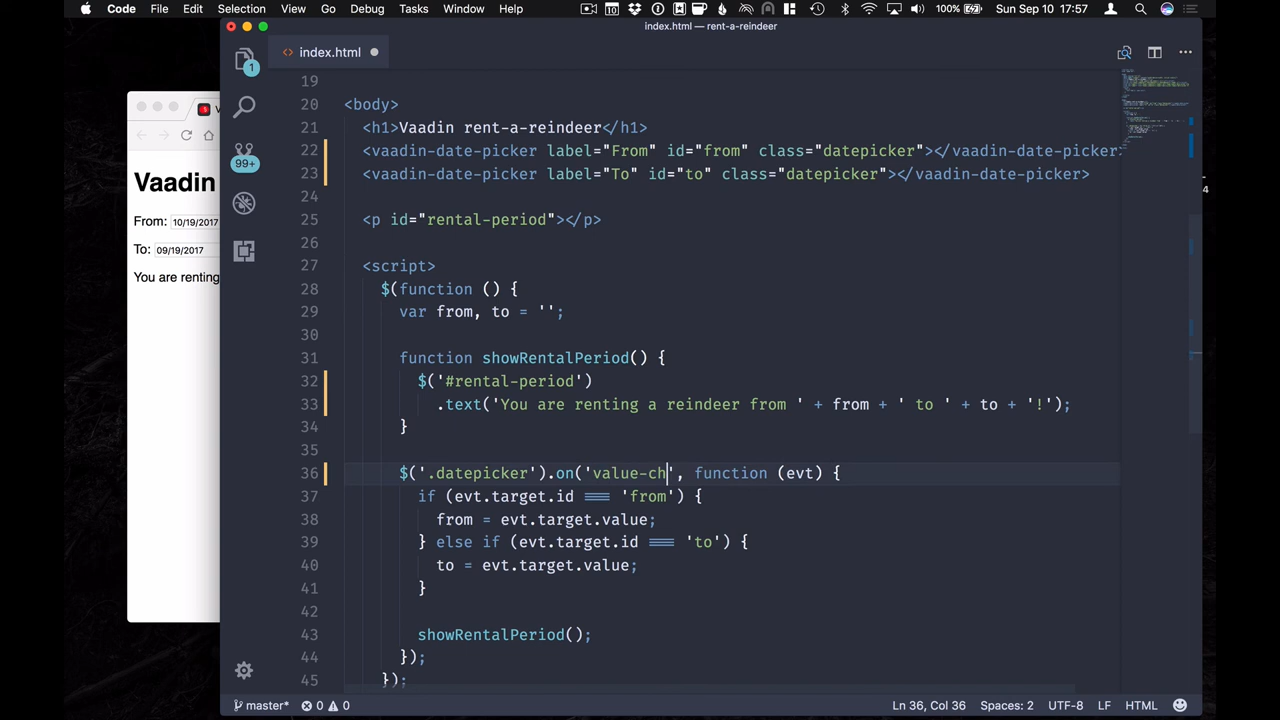 Code File Edit Selection View Go Debug Tasks Window Help 100% Sun Sep 10 17:57
index.html — rent-a-reindeer
<> index.html
1
99+
Vaadin
From: 10/19/2017
To: 09/19/2017
You are renting
19
20 <body>
21 <h1>Vaadin rent-a-reindeer</h1>
22 <vaadin-date-picker label="From" id="from" class="datepicker"></vaadin-date-picker>
23 <vaadin-date-picker label="To" id="to" class="datepicker"></vaadin-date-picker>
24
25 <p id="rental-period"></p>
26
27 <script>
28 $(function () {
29 var from, to = '';
30
31 function showRentalPeriod() {
32 $('#rental-period')
33 .text('You are renting a reindeer from ' + from + ' to ' + to + '!');
34 }
35
36 $('.datepicker').on('value-ch', function (evt) {
37 if (evt.target.id === 'from') {
38 from = evt.target.value;
39 } else if (evt.target.id === 'to') {
40 to = evt.target.value;
41 }
42
43 showRentalPeriod();
44 });
45 });
master* 0 0 Ln 36, Col 36 Spaces: 2 UTF-8 LF HTML